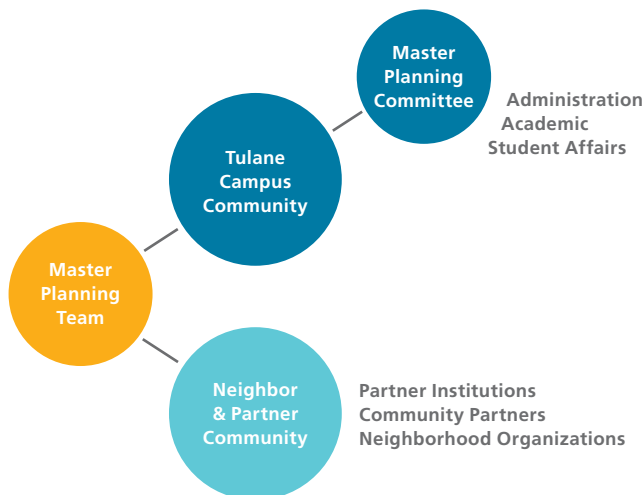 Master
Planning
Committee
Administration
Academic
Student Affairs
Tulane
Campus
Community
Master
Planning
Team
Neighbor
& Partner
Community
Partner Institutions
Community Partners
Neighborhood Organizations